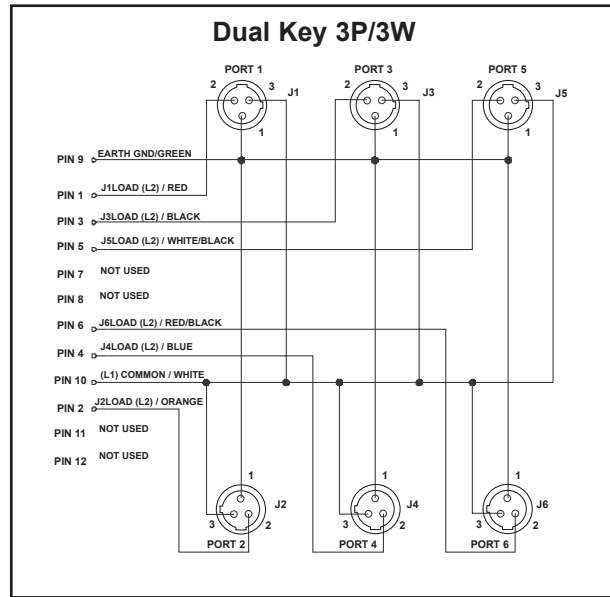 Dual Key 3P/3W
PORT 1
PORT 3
PORT 5
2
3
J1
1
2
3
J3
1
2
3
J5
1
PIN 9
EARTH GND/GREEN
PIN 1
J1LOAD (L2) / RED
PIN 3
J3LOAD (L2) / BLACK
PIN 5
J5LOAD (L2) / WHITE/BLACK
PIN 7
NOT USED
PIN 8
NOT USED
PIN 6
J6LOAD (L2) / RED/BLACK
PIN 4
J4LOAD (L2) / BLUE
PIN 10
(L1) COMMON / WHITE
PIN 2
J2LOAD (L2) / ORANGE
PIN 11
NOT USED
PIN 12
NOT USED
1
J2
3
2
PORT 2
1
J4
3
2
PORT 4
1
J6
3
2
PORT 6